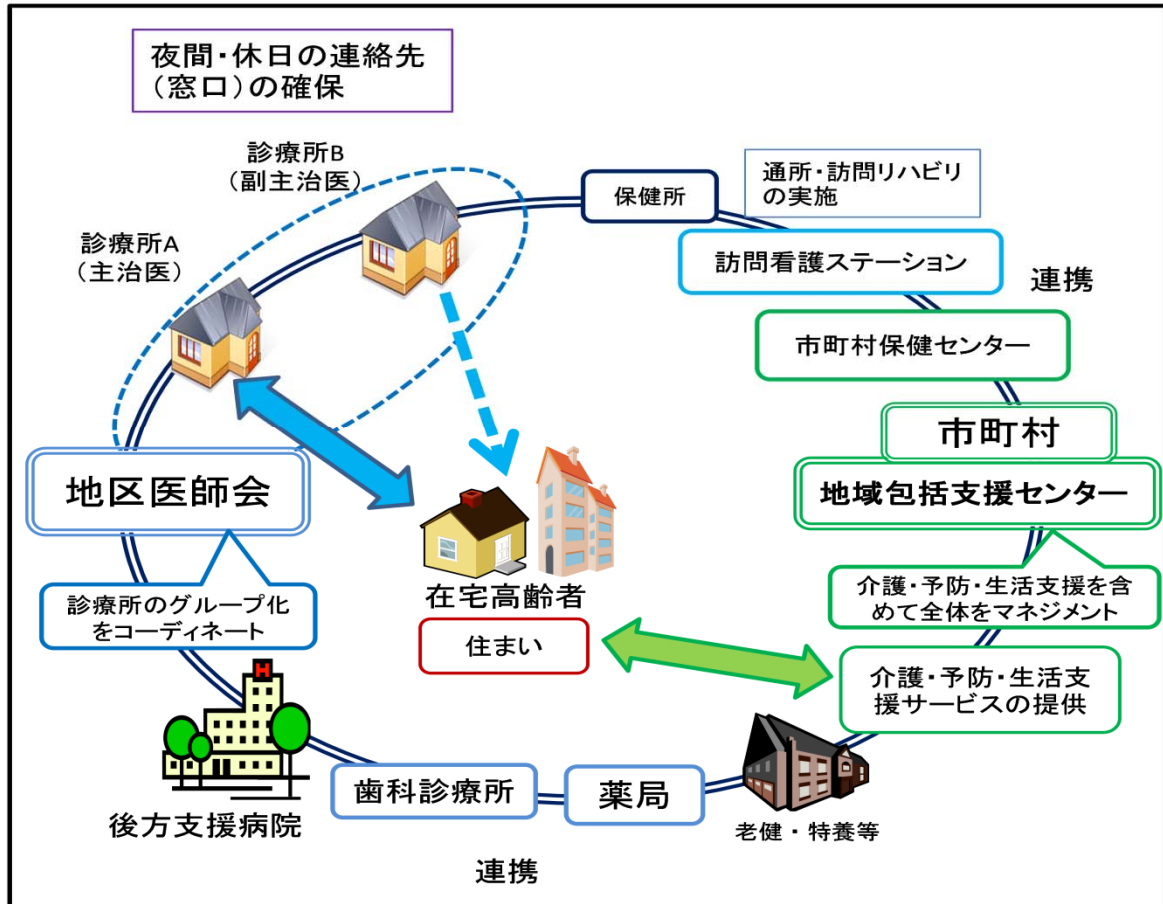 夜間・休日の連絡先
(窓口)の確保
診療所B
(副主治医)
診療所A
(主治医)
保健所
通所・訪問リハビリ
の実施
訪問看護ステーション
連携
市町村保健センター
市町村
地域包括支援センター
地区医師会
介護・予防・生活支援を含
めて全体をマネジメント
診療所のグループ化
をコーディネート
在宅高齢者
住まい
介護・予防・生活支
援サービスの提供
H
後方支援病院
歯科診療所
薬局
老健・特養等
連携